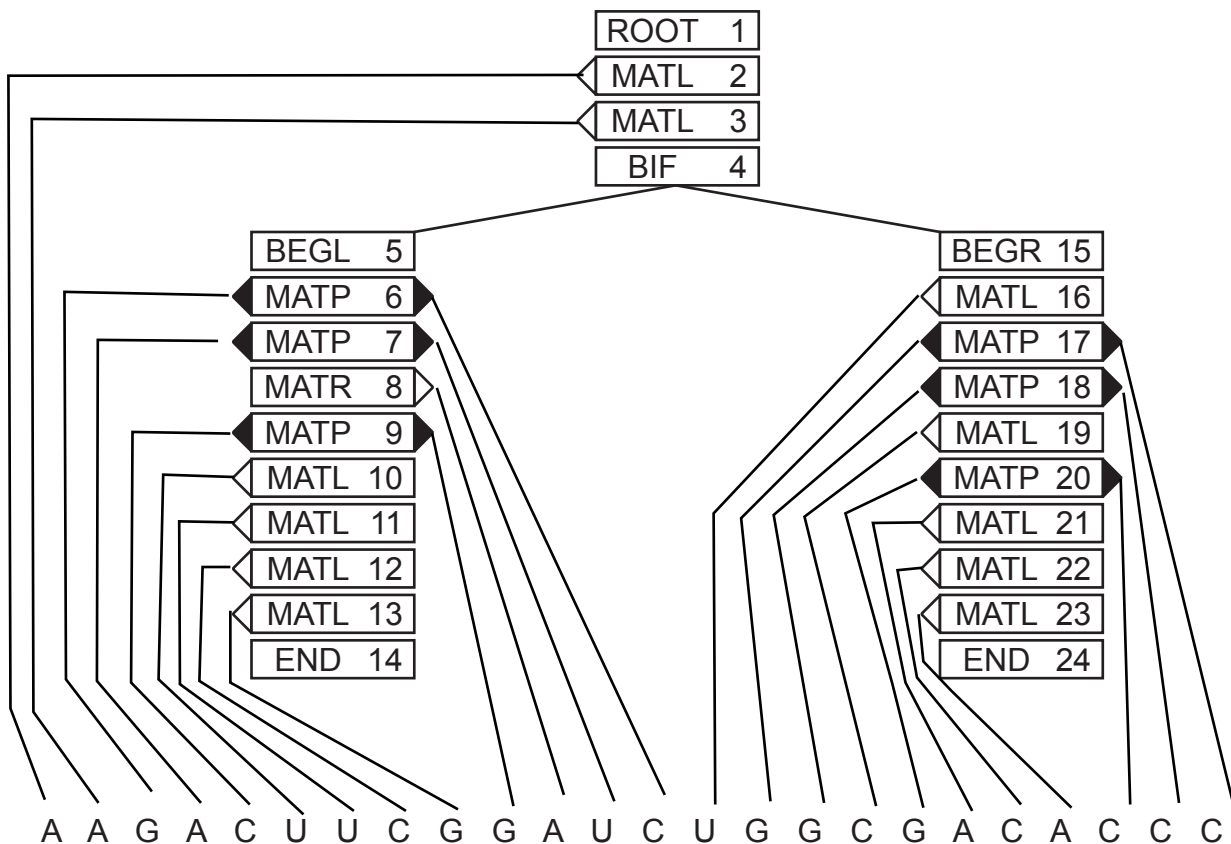 ROOT 1
MATL 2
MATL 3
BIF 4
BEGL 5
MATP 6
MATP 7
MATR 8
MATP 9
MATL 10
MATL 11
MATL 12
MATL 13
END 14
BEGR 15
MATL 16
MATP 17
MATP 18
MATL 19
MATP 20
MATL 21
MATL 22
MATL 23
END 24
A A G A C U U C G G A U C U G G C G A C A C C C